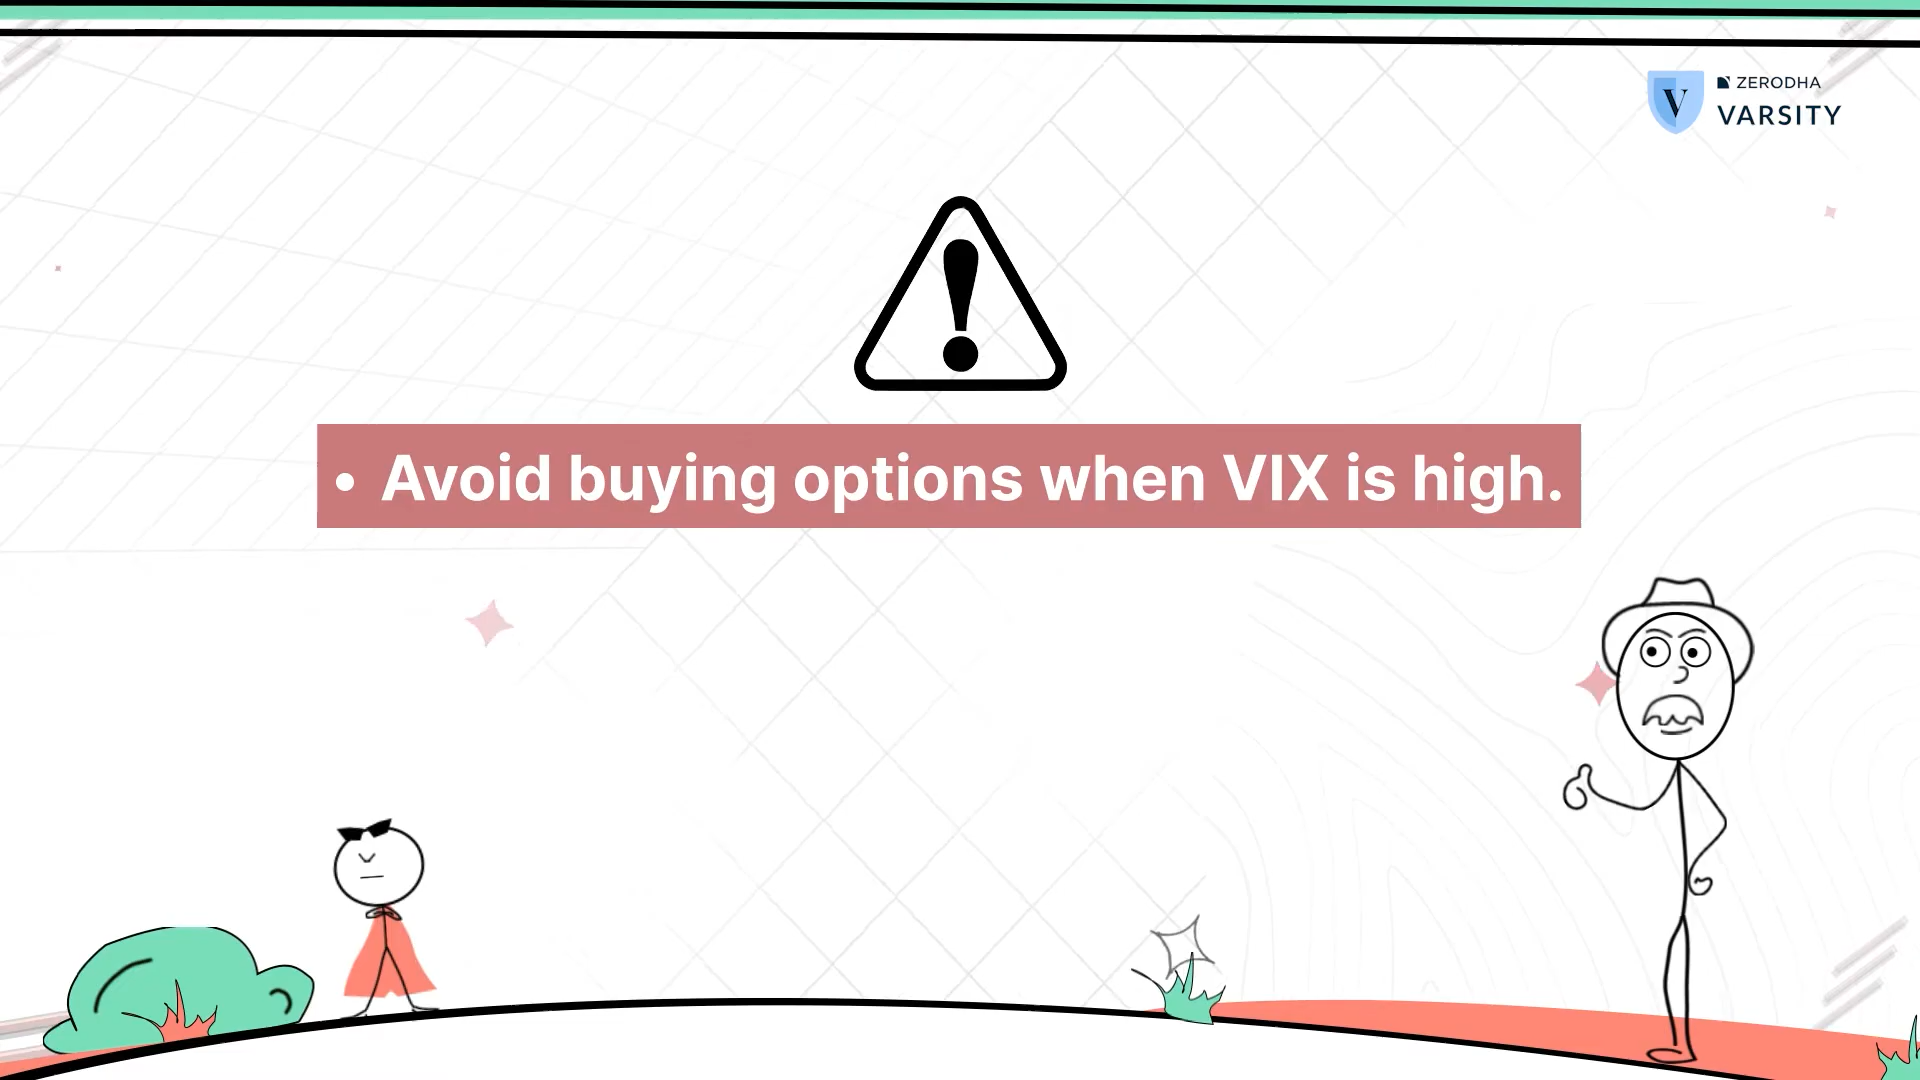 V
ZERODHA
VARSITY
• Avoid buying options when VIX is high.